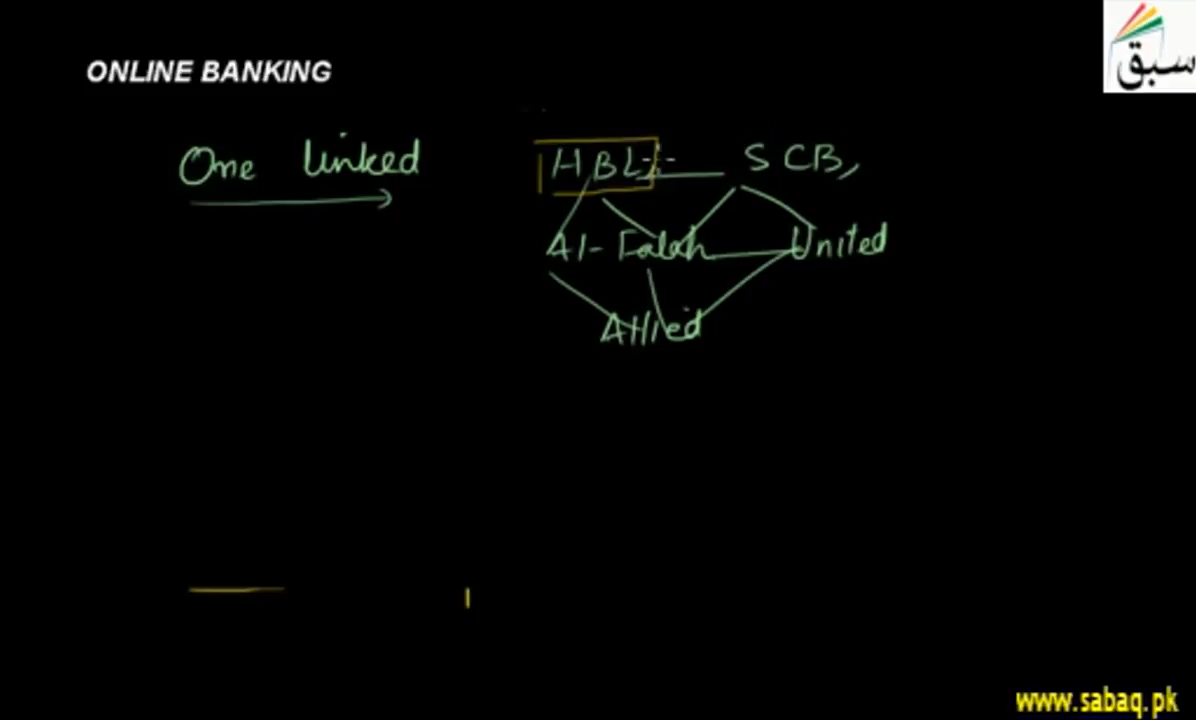 سبق
ONLINE BANKING
One linked
HBL SCB,
Al-Falah United
Allied
www.sabaq.pk